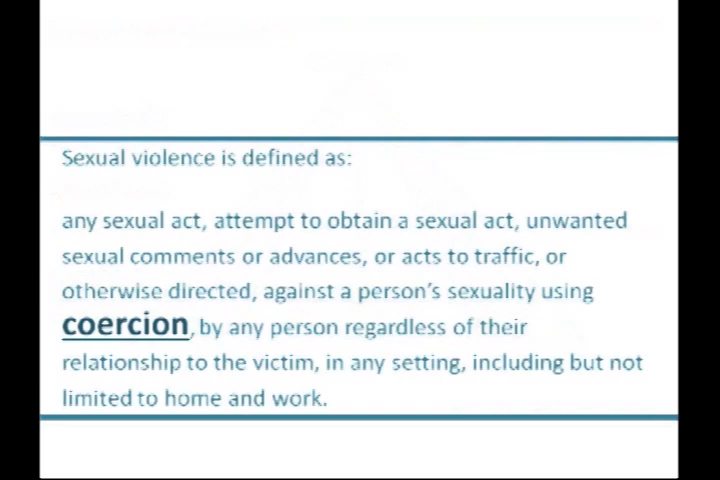 Sexual violence is defined as:
any sexual act, attempt to obtain a sexual act, unwanted
sexual comments or advances, or acts to traffic, or
otherwise directed, against a person's sexuality using
coercion, by any person regardless of their
relationship to the victim, in any setting, including but not
limited to home and work.